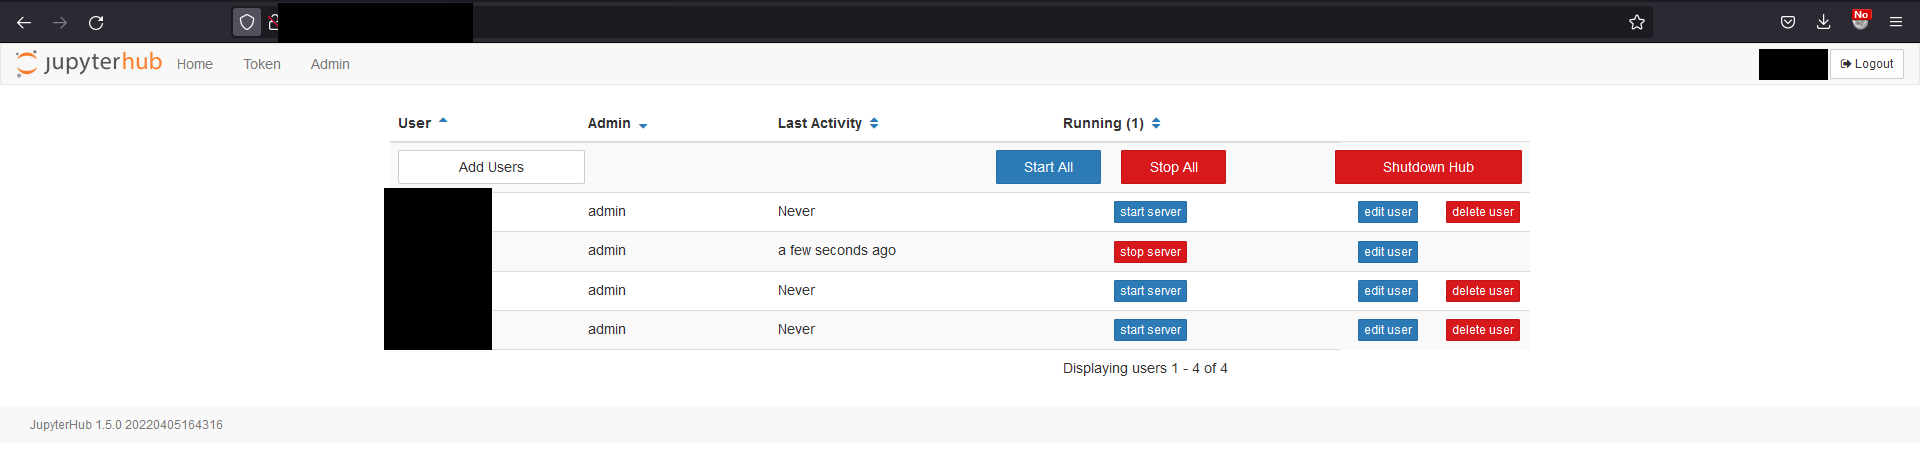 No
jupyterhub Home Token Admin Logout
User Admin Last Activity Running (1)
Add Users Start All Stop All Shutdown Hub
admin Never start server edit user delete user
admin a few seconds ago stop server edit user
admin Never start server edit user delete user
admin Never start server edit user delete user
Displaying users 1 - 4 of 4
JupyterHub 1.5.0 20220405164316